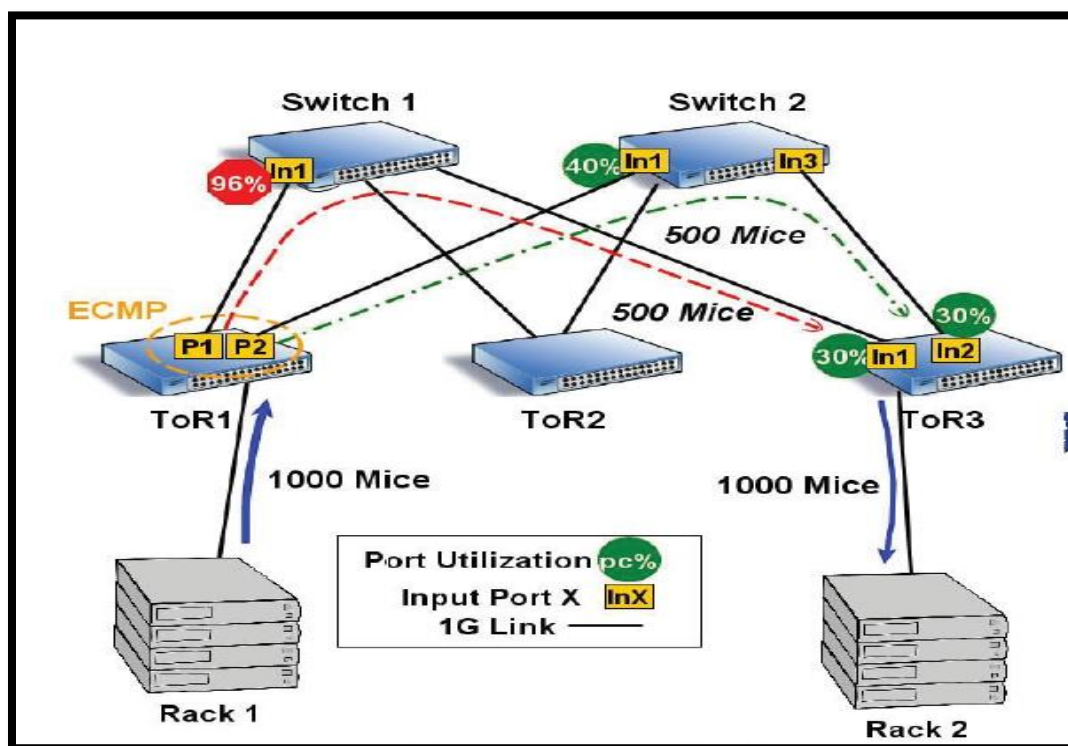 Switch 1
Switch 2
In1
96%
40%
In1
In3
500 Mice
500 Mice
ECMP
P1
P2
30%
In2
30%
In1
ToR1
ToR2
ToR3
1000 Mice
1000 Mice
Port Utilization pc%
Input Port X InX
1G Link
Rack 1
Rack 2